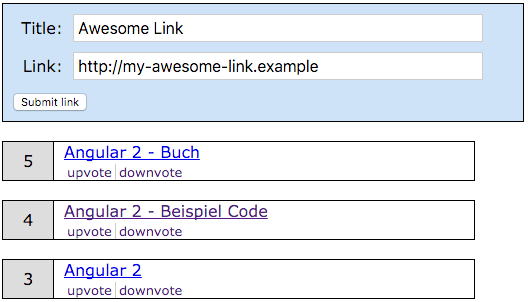 Title: Awesome Link
Link: http://my-awesome-link.example
Submit link
5 Angular 2 - Buch
upvote downvote
4 Angular 2 - Beispiel Code
upvote downvote
3 Angular 2
upvote downvote